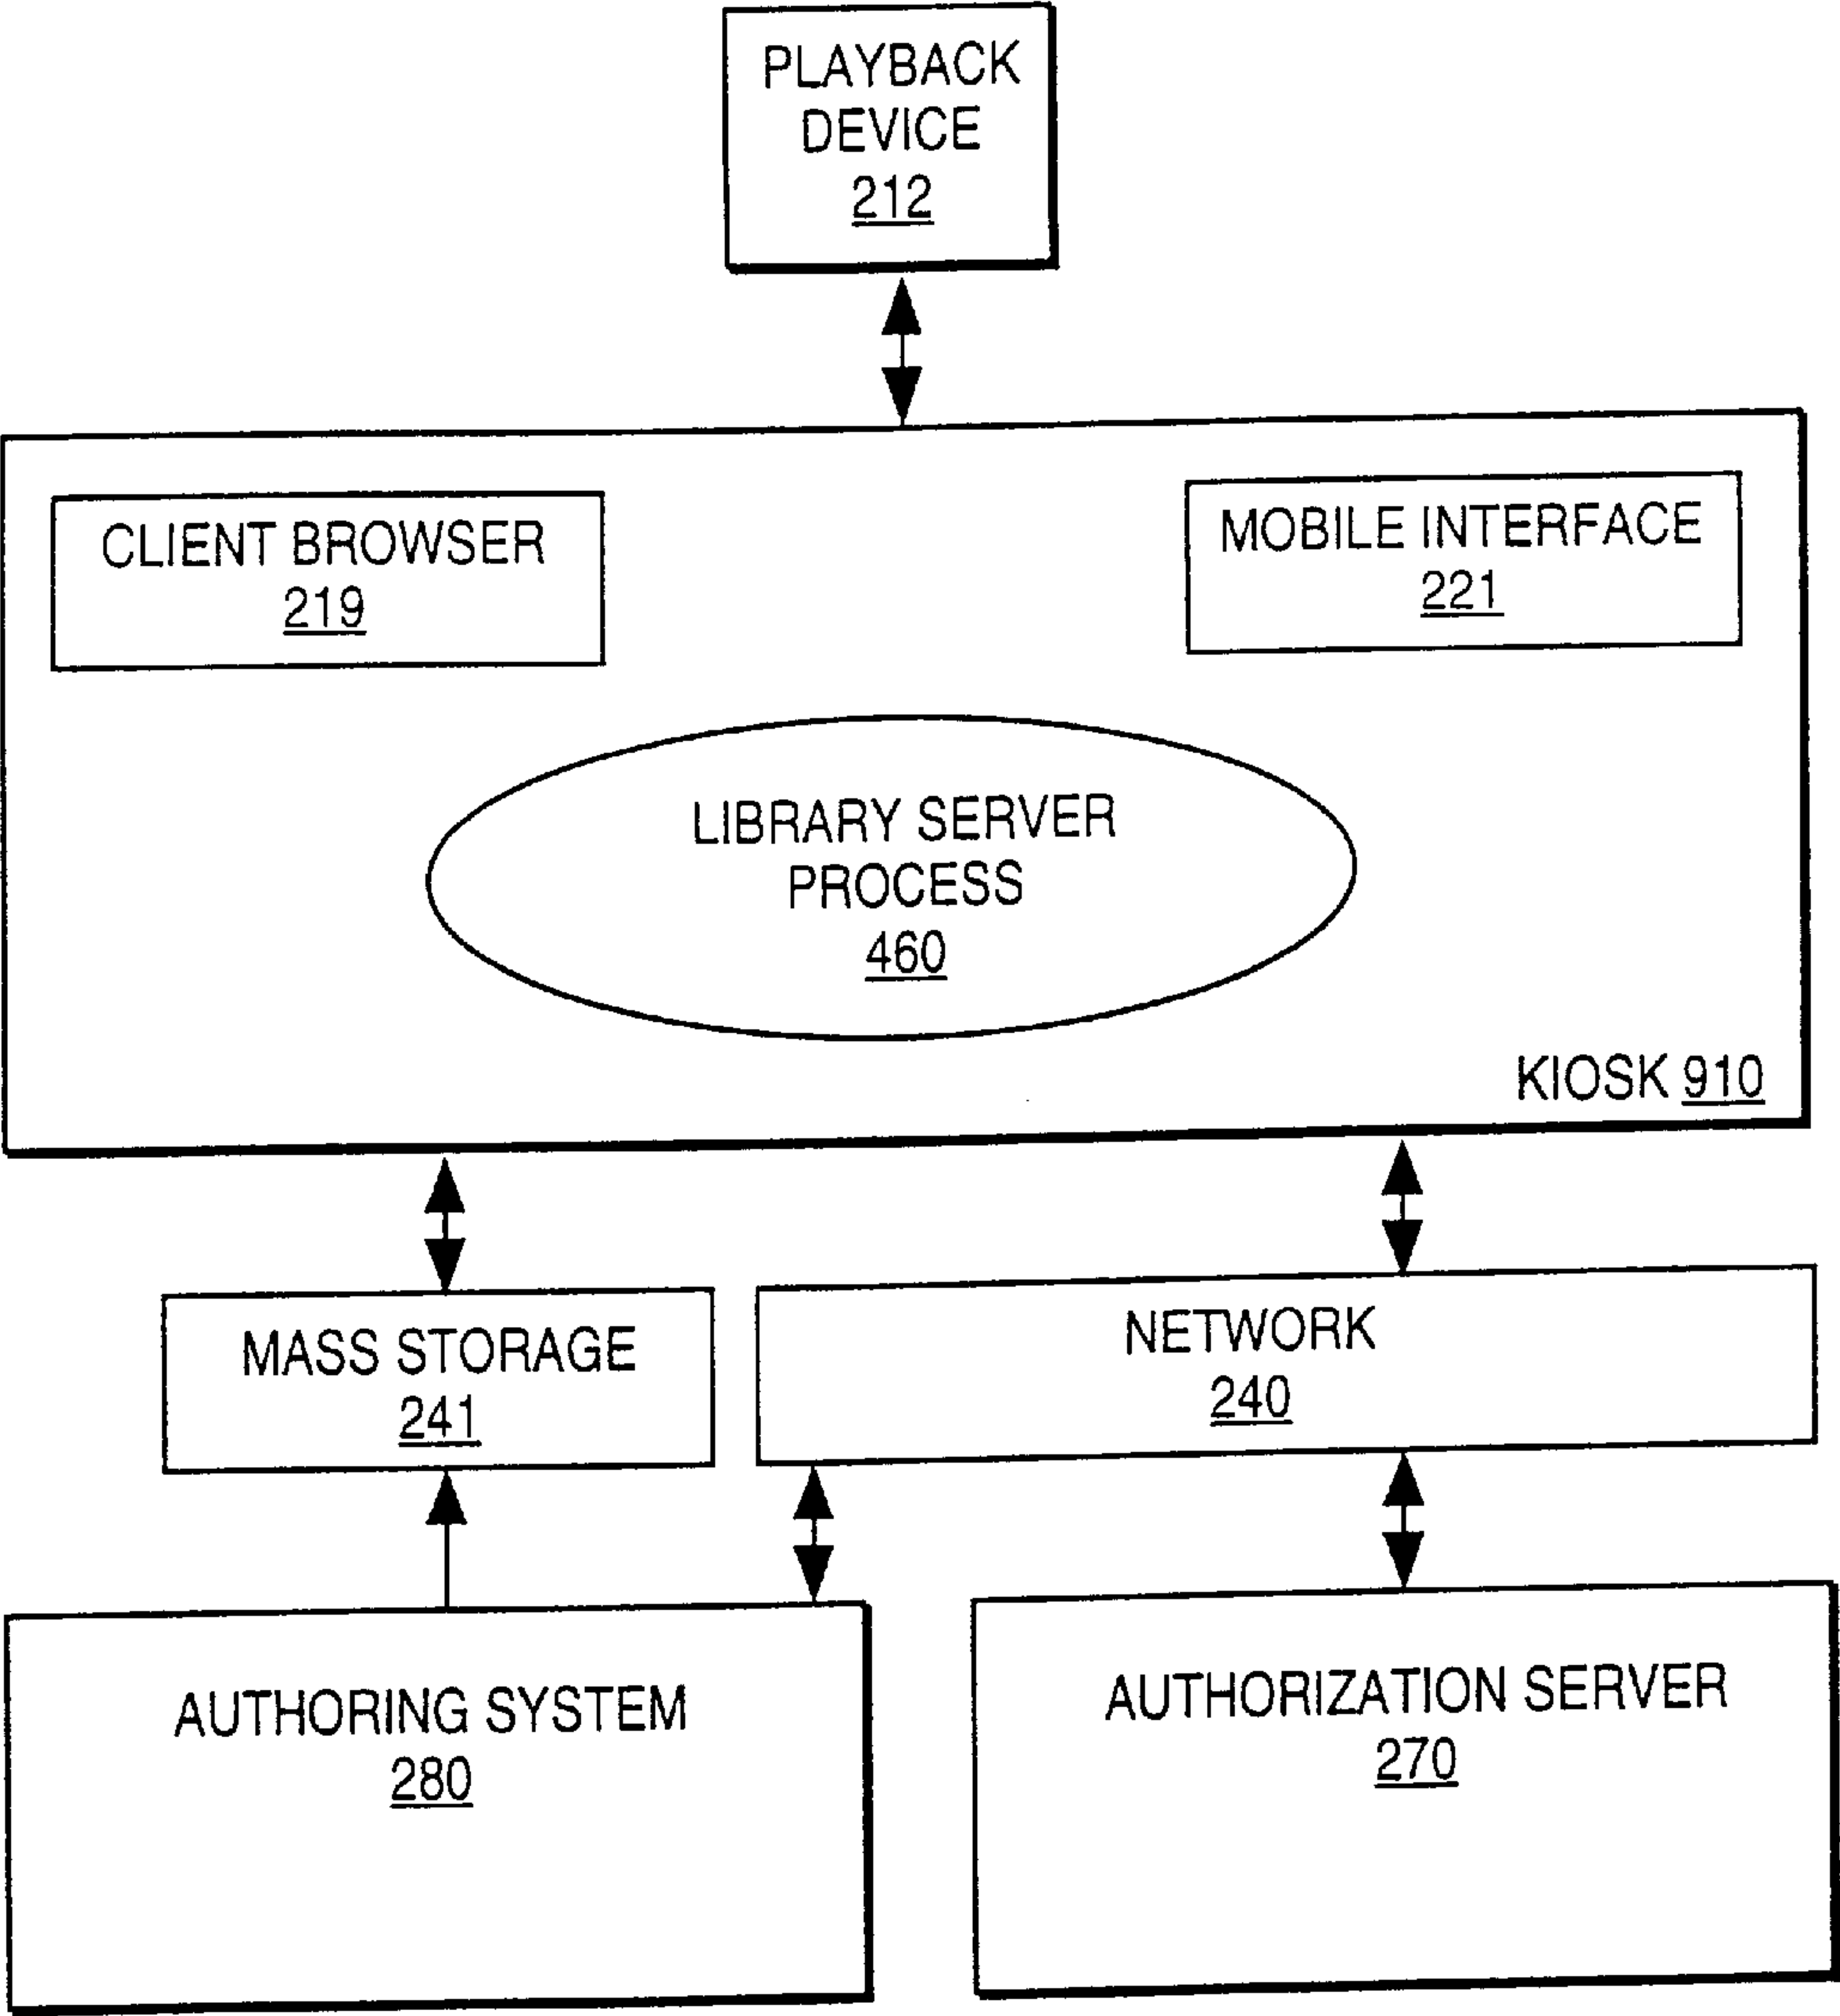 PLAYBACK
DEVICE
212
CLIENT BROWSER
219
MOBILE INTERFACE
221
LIBRARY SERVER
PROCESS
460
KIOSK 910
MASS STORAGE
241
NETWORK
240
AUTHORING SYSTEM
280
AUTHORIZATION SERVER
270